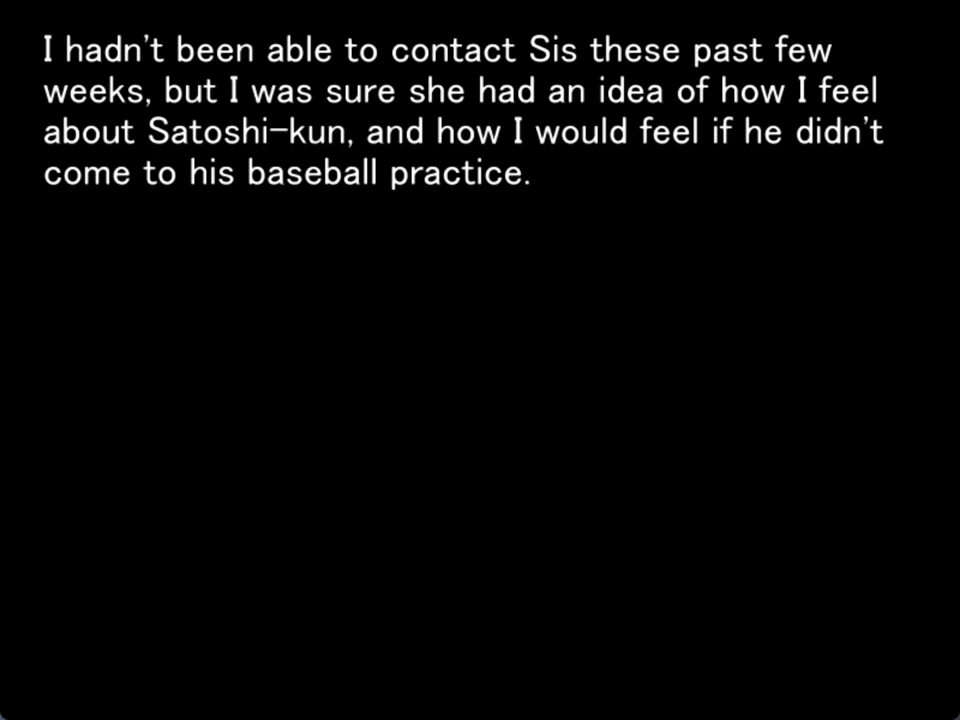 I hadn't been able to contact Sis these past few
weeks, but I was sure she had an idea of how I feel
about Satoshi-kun, and how I would feel if he didn't
come to his baseball practice.